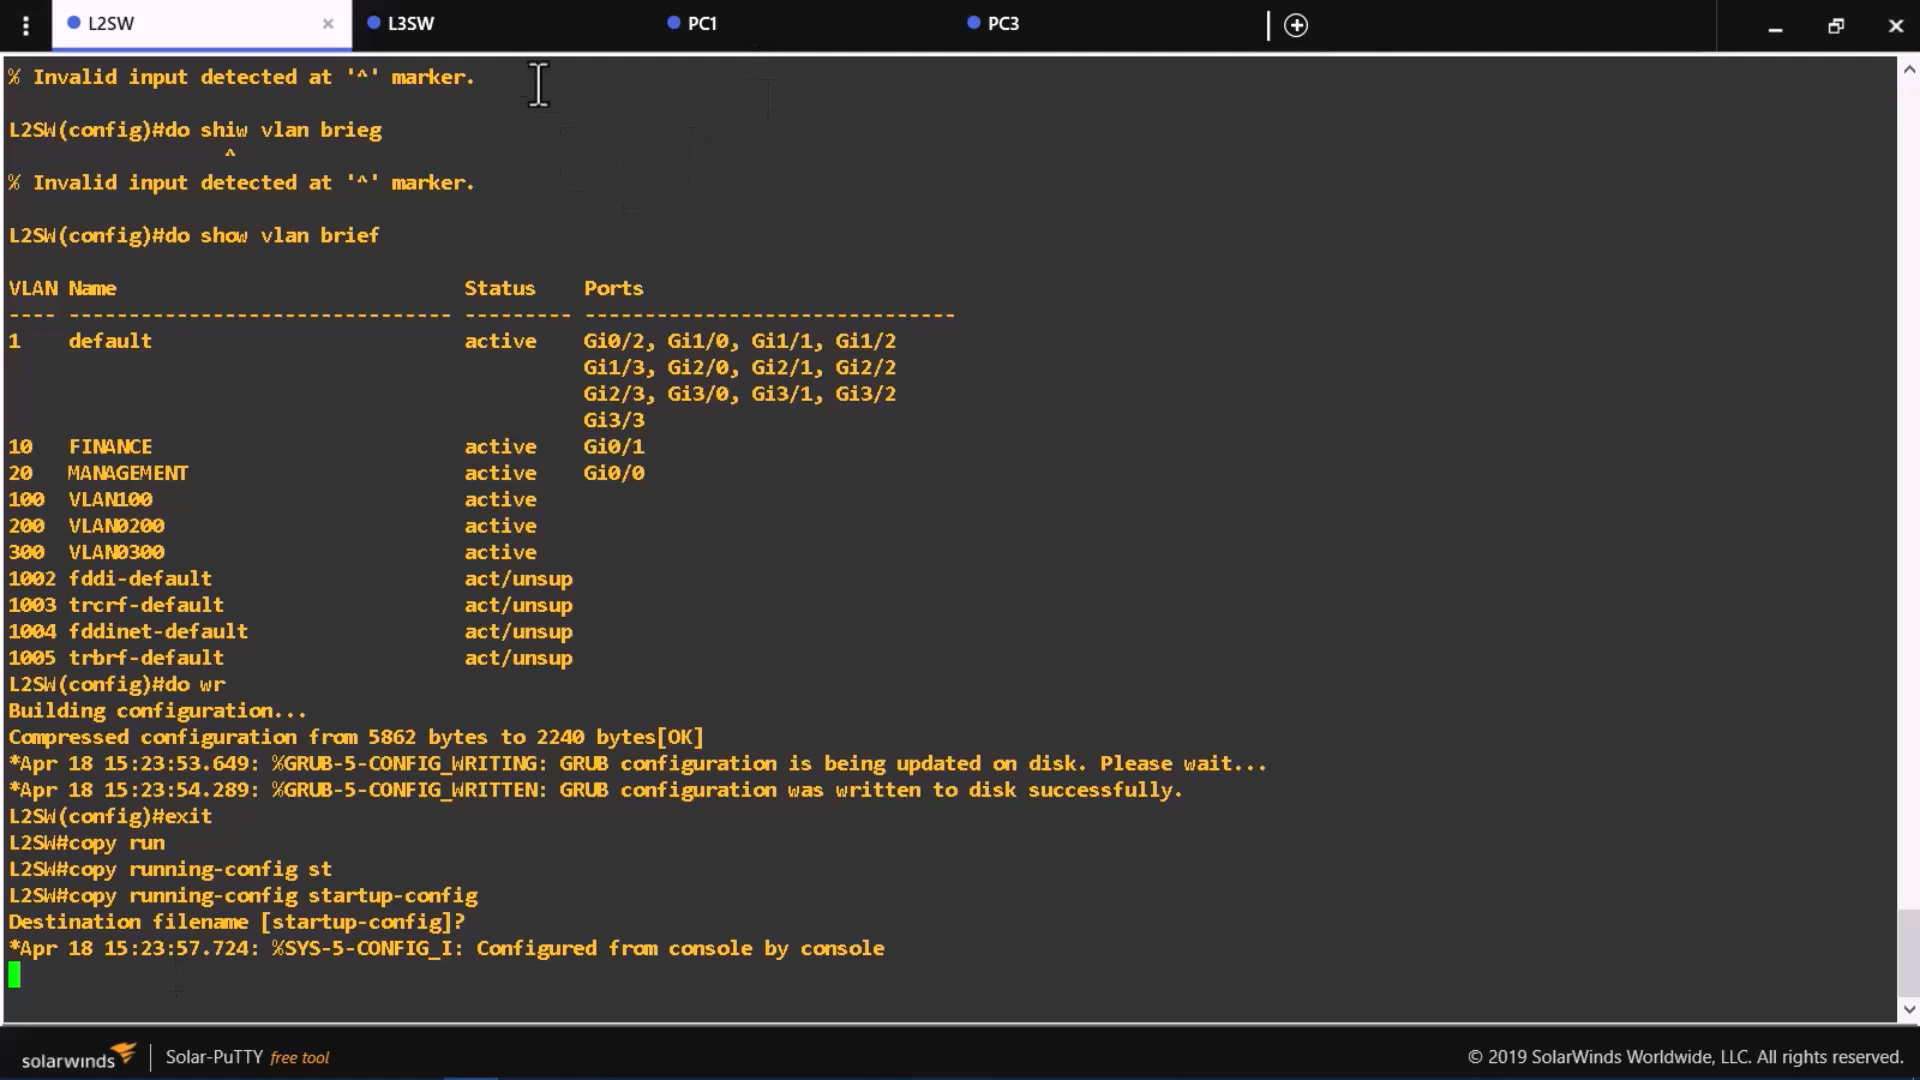 L2SW
L3SW
PC1
PC3
% Invalid input detected at '^' marker.
L2SW(config)#do shiw vlan brieg
^
% Invalid input detected at '^' marker.
L2SW(config)#do show vlan brief
VLAN Name Status Ports
---- -------------------------------- --------- -------------------------------
1 default active Gi0/2, Gi1/0, Gi1/1, Gi1/2
Gi1/3, Gi2/0, Gi2/1, Gi2/2
Gi2/3, Gi3/0, Gi3/1, Gi3/2
Gi3/3
10 FINANCE active Gi0/1
20 MANAGEMENT active Gi0/0
100 VLAN100 active
200 VLAN0200 active
300 VLAN0300 active
1002 fddi-default act/unsup
1003 trcrf-default act/unsup
1004 fddinet-default act/unsup
1005 trbrf-default act/unsup
L2SW(config)#do wr
Building configuration...
Compressed configuration from 5862 bytes to 2240 bytes[OK]
*Apr 18 15:23:53.649: %GRUB-5-CONFIG_WRITING: GRUB configuration is being updated on disk. Please wait...
*Apr 18 15:23:54.289: %GRUB-5-CONFIG_WRITTEN: GRUB configuration was written to disk successfully.
L2SW(config)#exit
L2SW#copy run
L2SW#copy running-config st
L2SW#copy running-config startup-config
Destination filename [startup-config]?
*Apr 18 15:23:57.724: %SYS-5-CONFIG_I: Configured from console by console
solarwinds | Solar-PuTTY free tool © 2019 SolarWinds Worldwide, LLC. All rights reserved.